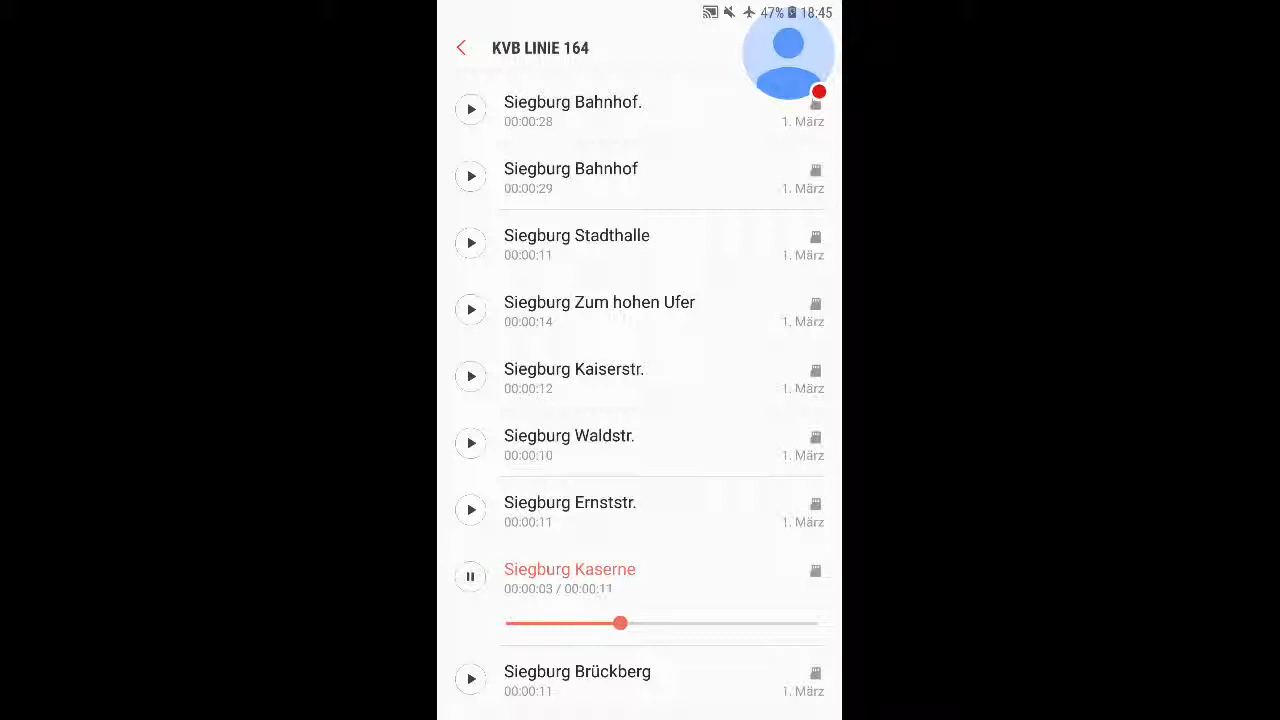 47% 18:45
KVB LINIE 164
Siegburg Bahnhof.
00:00:28 1. März
Siegburg Bahnhof
00:00:29 1. März
Siegburg Stadthalle
00:00:11 1. März
Siegburg Zum hohen Ufer
00:00:14 1. März
Siegburg Kaiserstr.
00:00:12 1. März
Siegburg Waldstr.
00:00:10 1. März
Siegburg Ernststr.
00:00:11 1. März
Siegburg Kaserne
00:00:03 / 00:00:11
Siegburg Brückberg
00:00:11 1. März